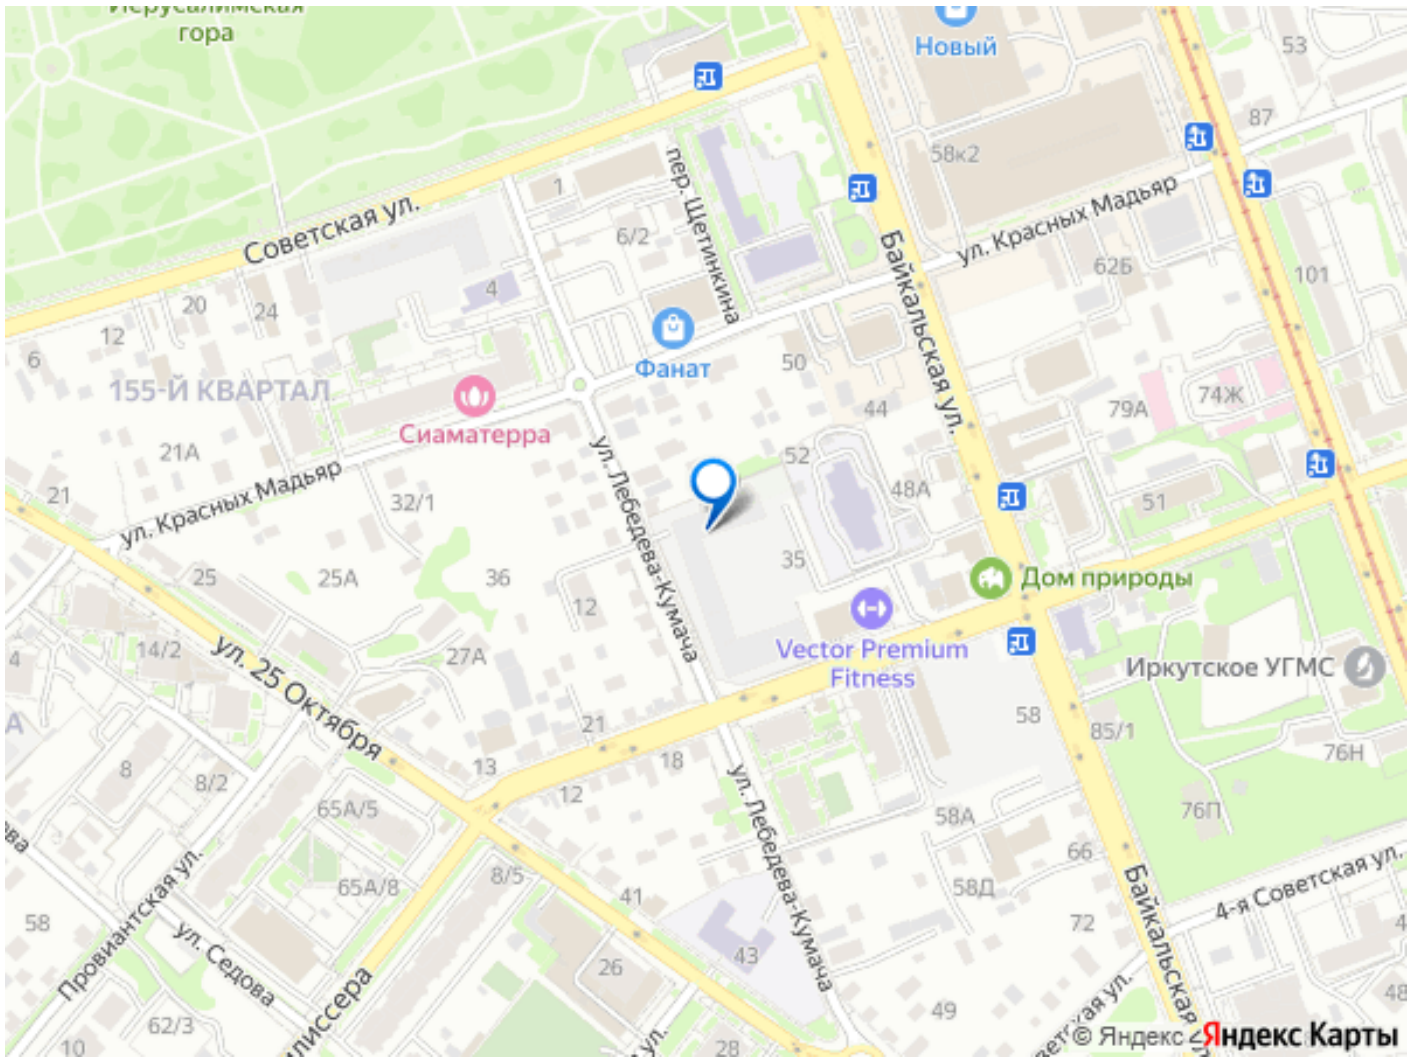 Иерусалимская
гора
Новый
53
87
58к2
пер. Щетинкина
1
Советская ул.
6/2
ул. Красных Мадьяр
62Б
101
4
20
24
12
6
Байкальская ул.
Фанат
50
155-Й КВАРТАЛ
74Ж
79А
44
Сиаматерра
21А
52
ул. Лебедева-Кумача
48А
51
21
ул. Красных Мадьяр
32/1
35
25
25А
36
12
Дом природы
14/2
4
27А
Vector Premium
Fitness
Иркутское УГМС
ул. 25 Октября
А
58
85/1
21
18
76Н
8
8/2
13
12
65А/5
58А
76П
ова
66
ул. Лебедева-Кумача
4-я Советская ул.
8/5
65А/8
41
58Д
Байкальская
72
58
Провиантская ул.
ул. Седова
43
26
49
48
62/3
10
28
© Яндекс
Яндекс Карты